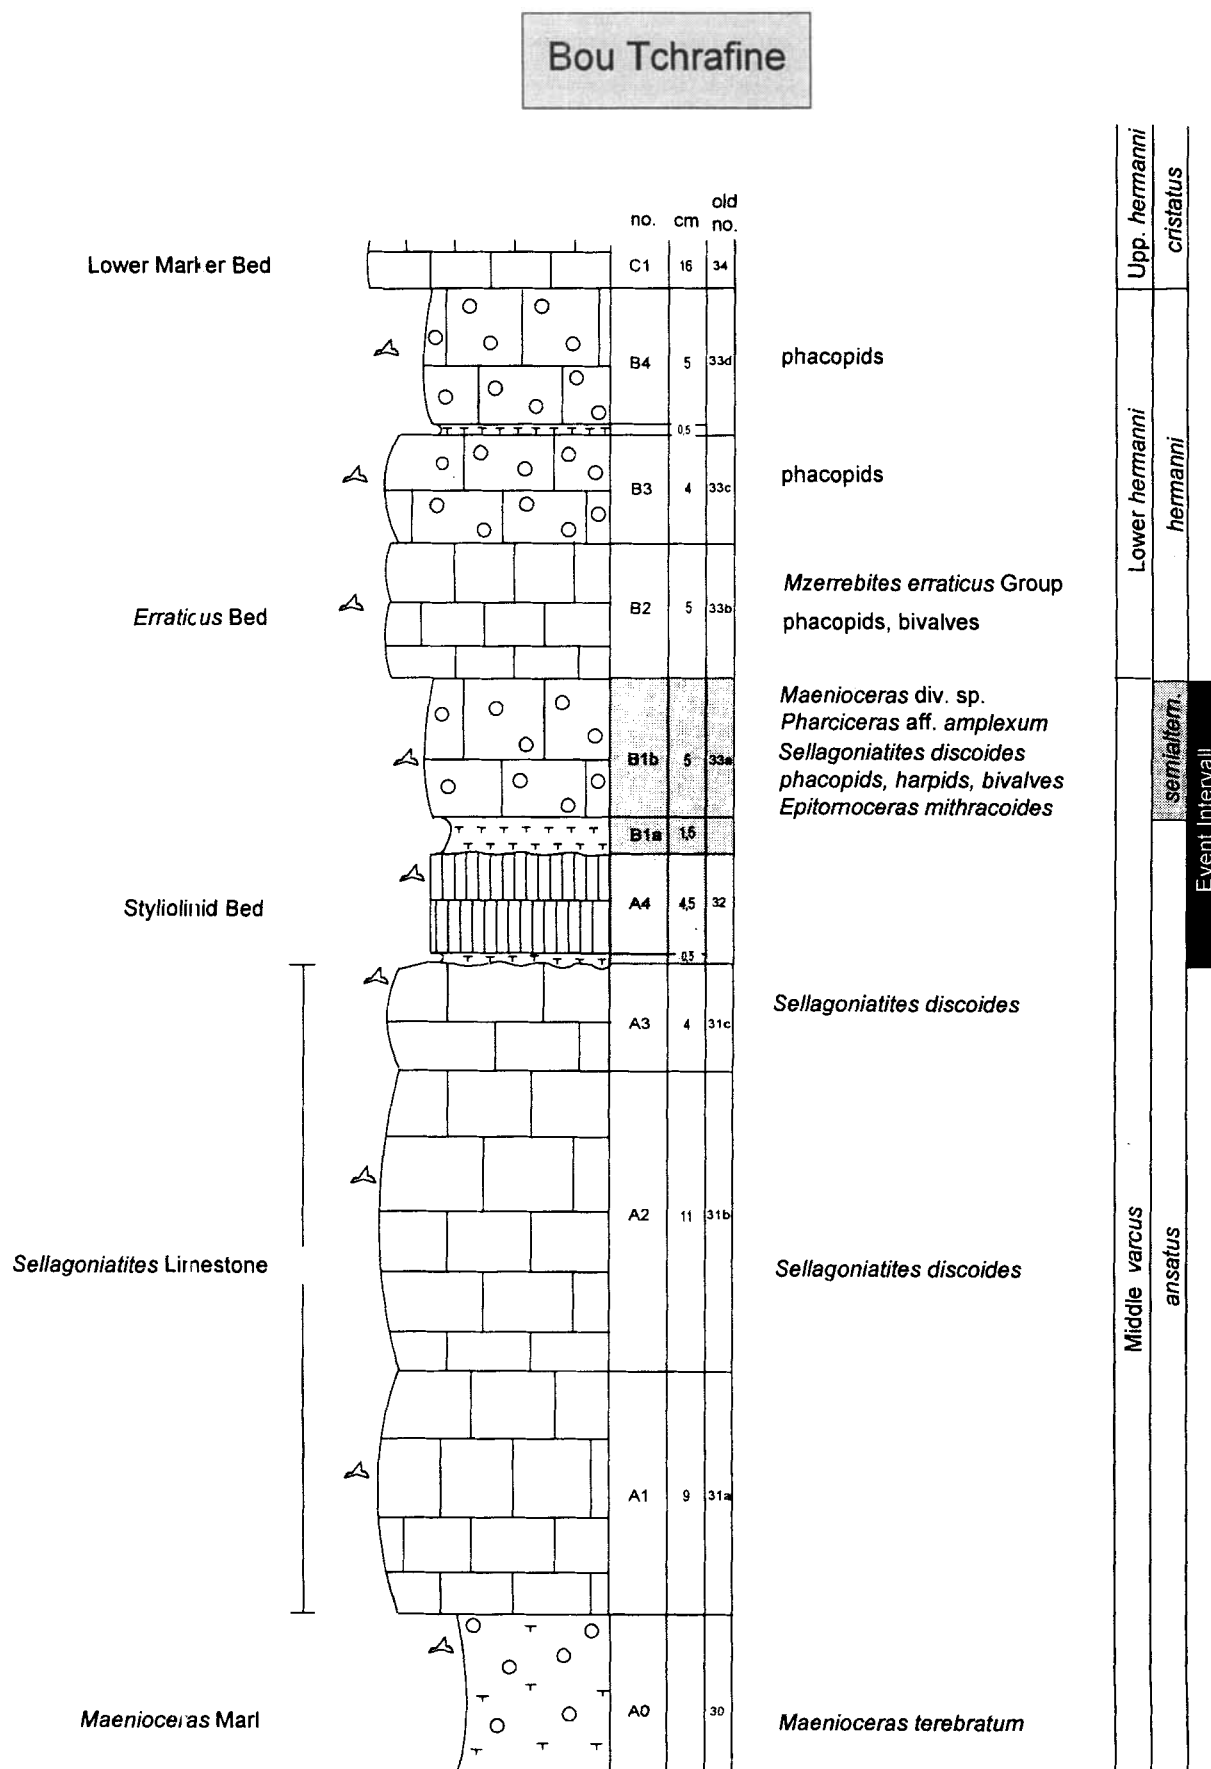 Bou Tchrafine
no. cm old no.
Lower Marker Bed C1 16 34
B4 5 33d phacopids
0,5
B3 4 33c phacopids
Erraticus Bed B2 5 33b
Mzerrebites erraticus Group
phacopids, bivalves
B1b 5 33a
Maenioceras div. sp.
Pharciceras aff. amplexum
Sellagoniatites discoides
phacopids, harpids, bivalves
Epitornoceras mithracoides
B1a 1,5
Styliolinid Bed A4 4,5 32
0,5
A3 4 31c Sellagoniatites discoides
A2 11 31b
Sellagoniatites Limestone
Sellagoniatites discoides
A1 9 31a
Maenioceras Marl A0 30 Maenioceras terebratum
Upp. hermanni
Lower hermanni
Middle varcus
cristatus
hermanni
semialtern.
ansatus
Event Intervall